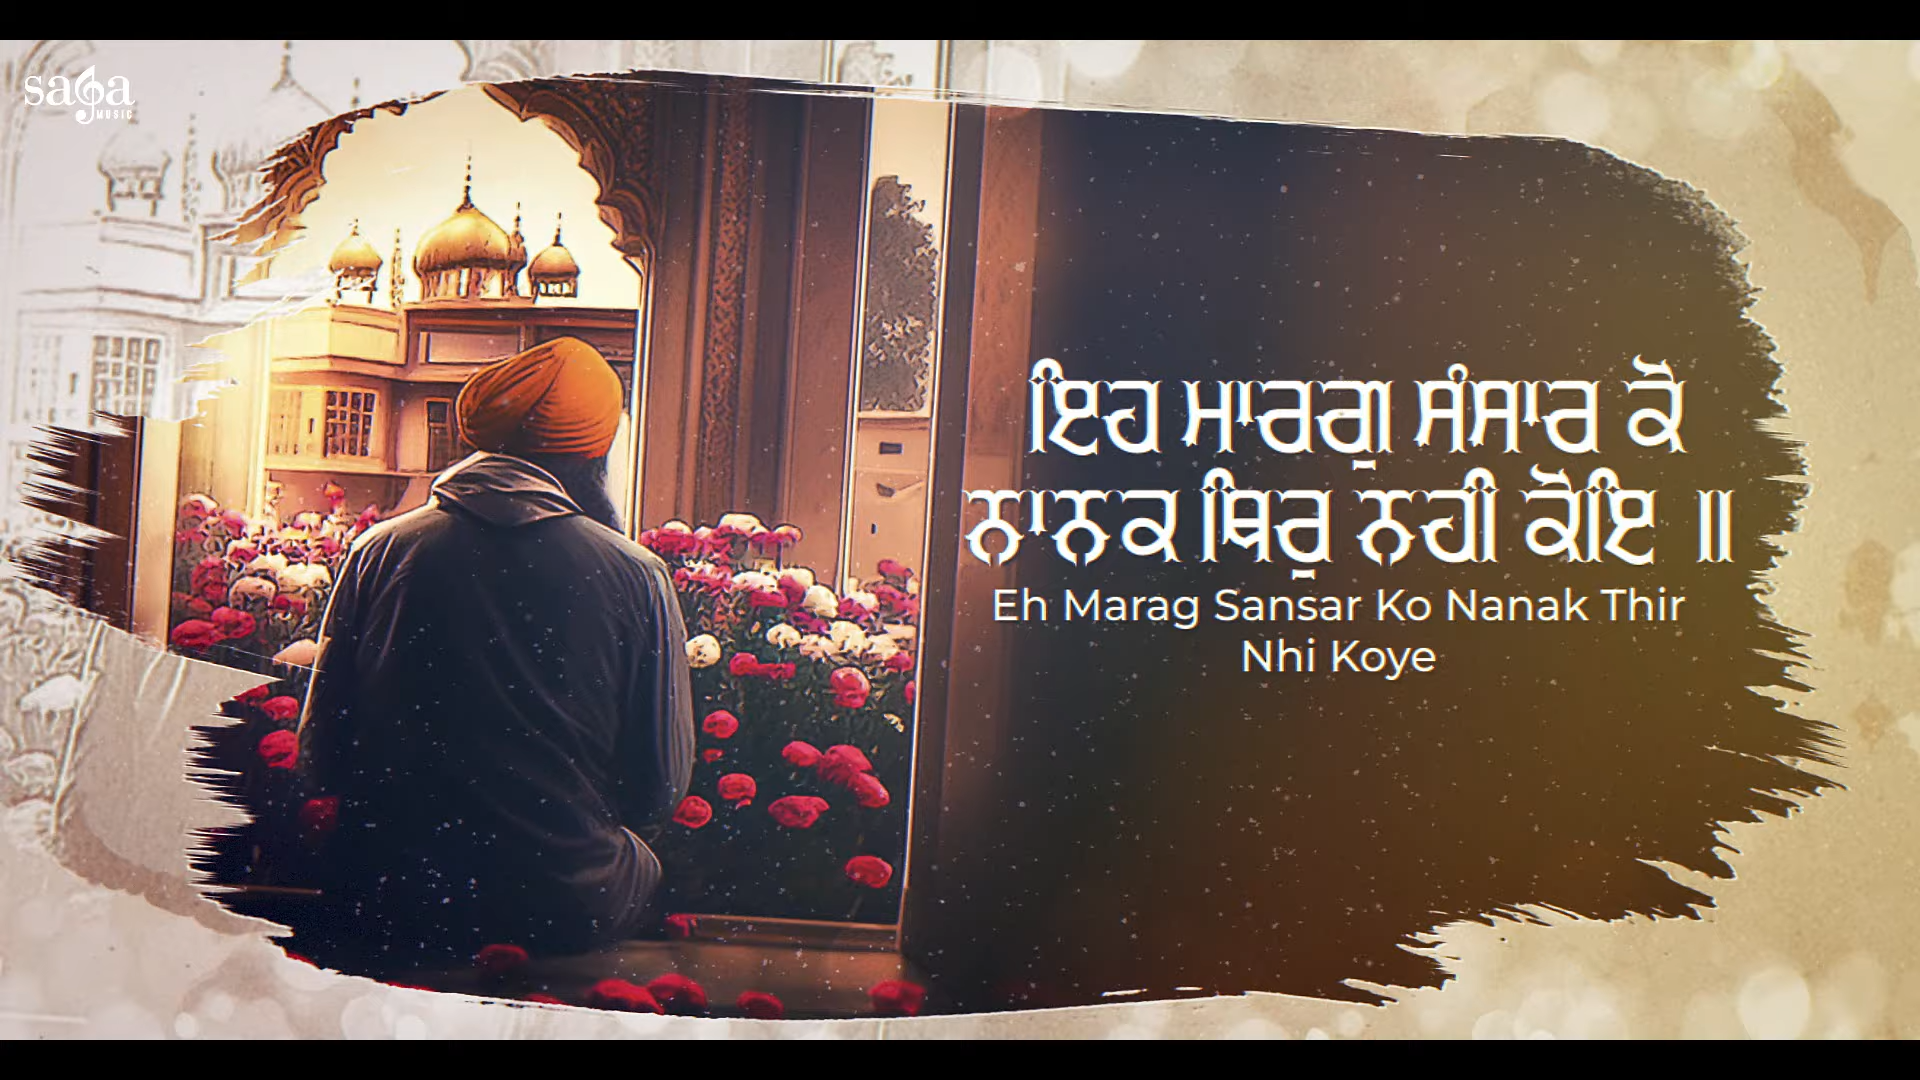 saga
MUSIC
ਇਹ ਮਾਰਗੁ ਸੰਸਾਰ ਕੋ
ਨਾਨਕ ਥਿਰੁ ਨਹੀ ਕੋਇ ॥
Eh Marag Sansar Ko Nanak Thir
Nhi Koye